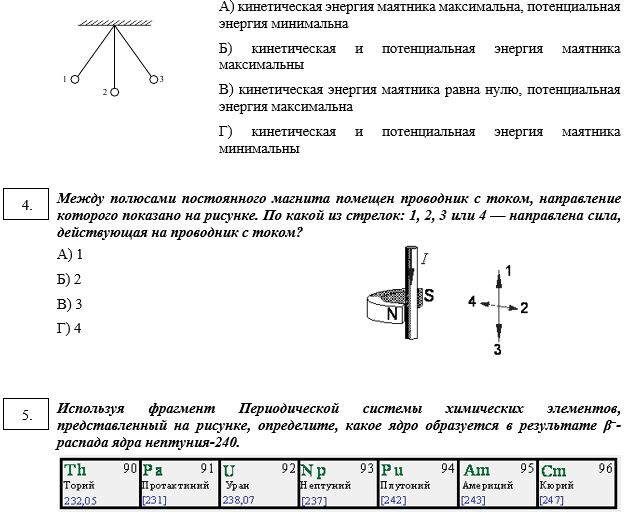 А) кинетическая энергия маятника максимальна, потенциальная
энергия минимальна
Б) кинетическая и потенциальная энергия маятника
максимальны
В) кинетическая энергия маятника равна нулю, потенциальная
энергия максимальна
Г) кинетическая и потенциальная энергия маятника
минимальны
1
2
3
4.
Между полюсами постоянного магнита помещен проводник с током, направление
которого показано на рисунке. По какой из стрелок: 1, 2, 3 или 4 — направлена сила,
действующая на проводник с током?
А) 1
Б) 2
В) 3
Г) 4
I
N
S
1
4
2
3
5.
Используя фрагмент Периодической системы химических элементов,
представленный на рисунке, определите, какое ядро образуется в результате β⁻-
распада ядра нептуния-240.
Th 90 Pa 91 U 92 Np 93 Pu 94 Am 95 Cm 96
Торий Протактиний Уран Нептуний Плутоний Америций Кюрий
232,05 [231] 238,07 [237] [242] [243] [247]